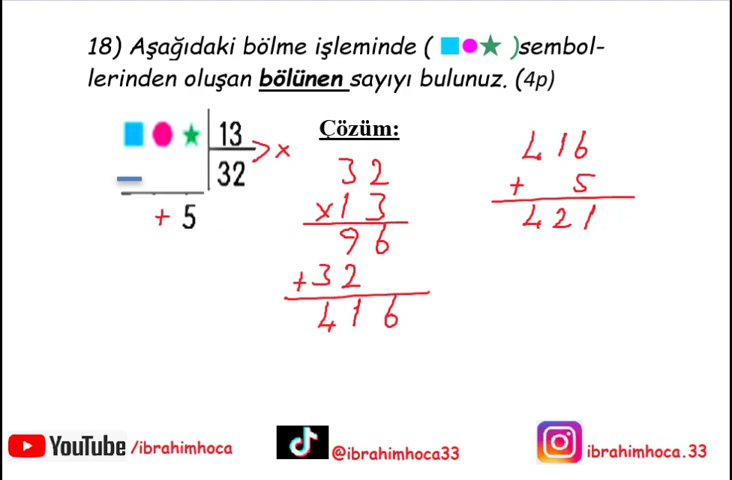 18) Aşağıdaki bölme işleminde ( )sembol-
lerinden oluşan bölünen sayıyı bulunuz. (4p)
13
32
> x
+ 5
Çözüm:
32
x13
96
+32
416
416
+ 5
421
YouTube /ibrahimhoca
@ibrahimhoca33
ibrahimhoca.33